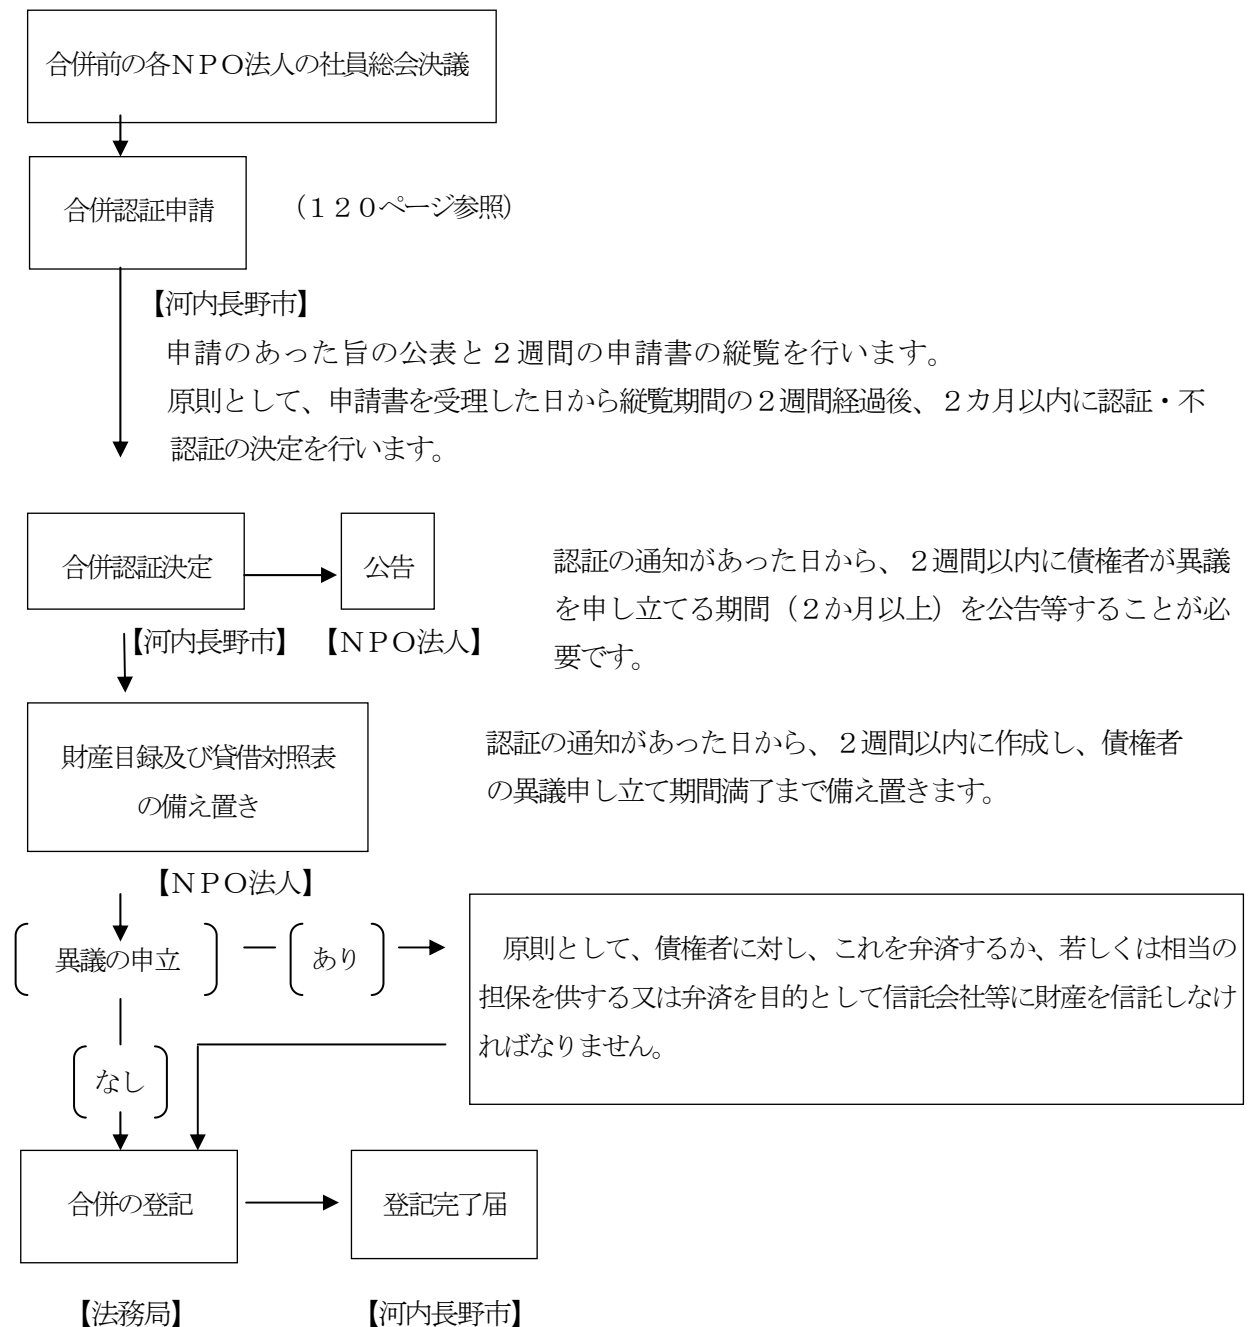 合併前の各ＮＰＯ法人の社員総会決議
合併認証申請
（１２０ページ参照）
【河内長野市】
申請のあった旨の公表と２週間の申請書の縦覧を行います。
原則として、申請書を受理した日から縦覧期間の２週間経過後、２カ月以内に認証・不
認証の決定を行います。
合併認証決定
公告
認証の通知があった日から、２週間以内に債権者が異議
を申し立てる期間（２か月以上）を公告等することが必
要です。
【河内長野市】
【ＮＰＯ法人】
財産目録及び貸借対照表
の備え置き
認証の通知があった日から、２週間以内に作成し、債権者
の異議申し立て期間満了まで備え置きます。
【ＮＰＯ法人】
異議の申立
あり
原則として、債権者に対し、これを弁済するか、若しくは相当の
担保を供する又は弁済を目的として信託会社等に財産を信託しなけ
ればなりません。
なし
合併の登記
登記完了届
【法務局】
【河内長野市】